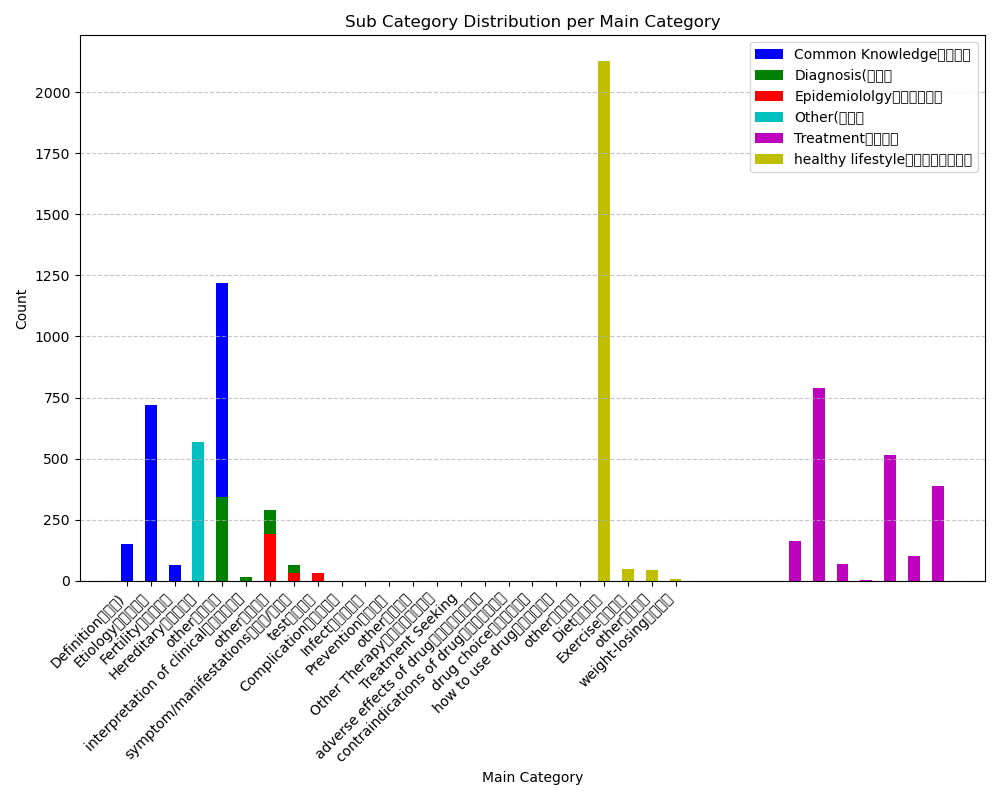 Sub Category Distribution per Main Category
Common Knowledge
Diagnosis(
Epidemiololgy
Other(
Treatment
healthy lifestyle
Count
2000
1750
1500
1250
1000
750
500
250
0
Definition )
Etiology
Fertility
Hereditary
other
interpretation of clinical
other
symptom/manifestations /
test
Complication
Infect
Prevention
other
Other Therapy
Treatment Seeking
adverse effects of drug
contraindications of drug
drug choice
how to use drug
other
Diet
Exercise
other
weight-losing
Main Category